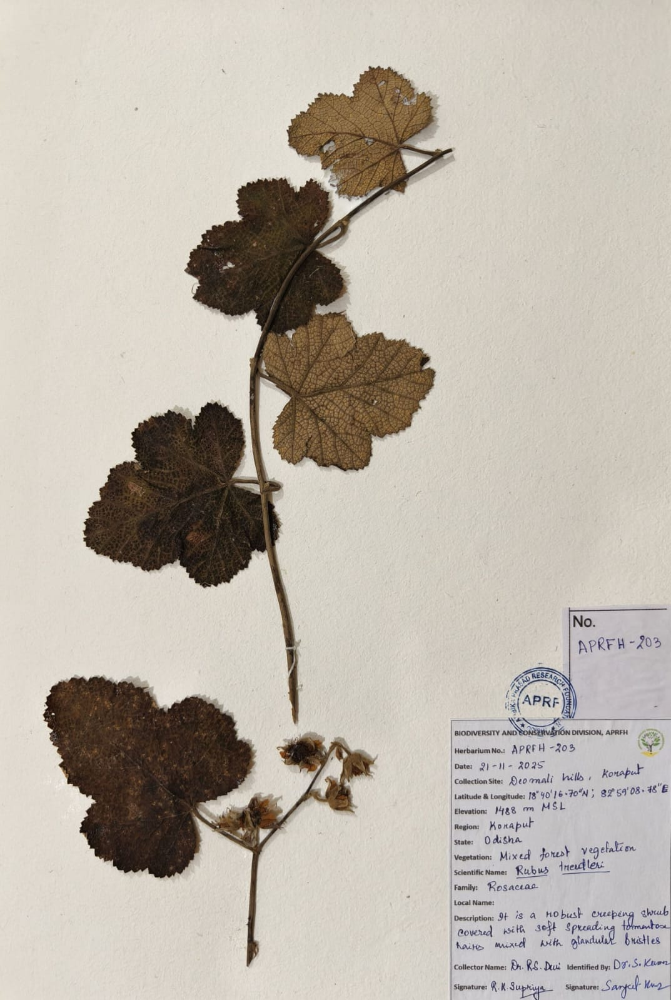 No.
APRFH-203
APRF
BIODIVERSITY AND CONSERVATION DIVISION, APRFH
Herbarium No.: APRFH-203
Date: 21-11-2025
Collection Site: Deomali hills, Koraput
Latitude & Longitude: 18°40'16.70"N; 82°59'08.78"E
Elevation: 1488 m MSL
Region: Koraput
State: Odisha
Vegetation: Mixed forest vegetation
Scientific Name: Rubus treutleri
Family: Rosaceae
Local Name:
Description: It is a robust creeping shrub
covered with soft spreading tomentose
hairs mixed with glandular bristles
Collector Name: Dr. R.S. Devi Identified By: Dr. S. Kumar
Signature: R.K. Supriya Signature: